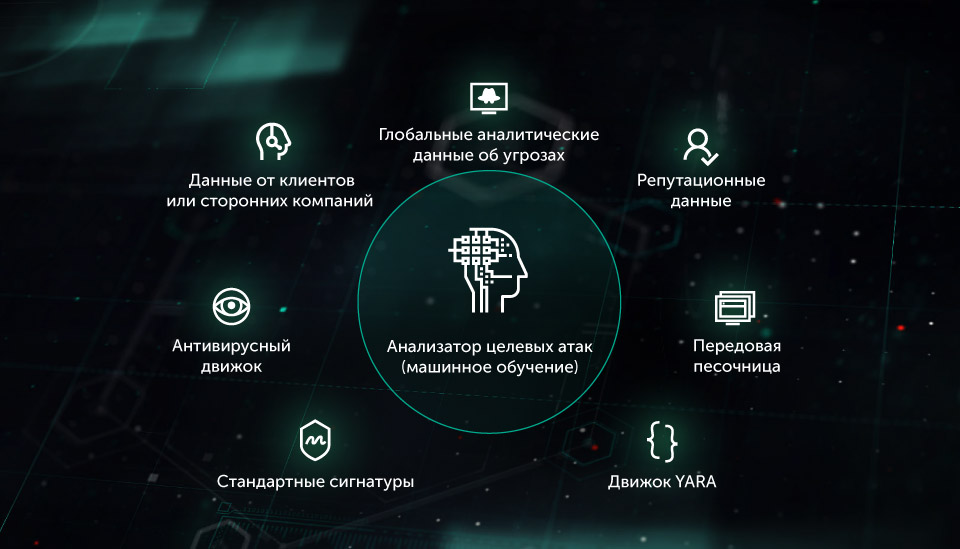 Глобальные аналитические
данные об угрозах
Данные от клиентов
или сторонних компаний
Репутационные
данные
Анализатор целевых атак
(машинное обучение)
Антивирусный
движок
Передовая
песочница
Стандартные сигнатуры
Движок YARA